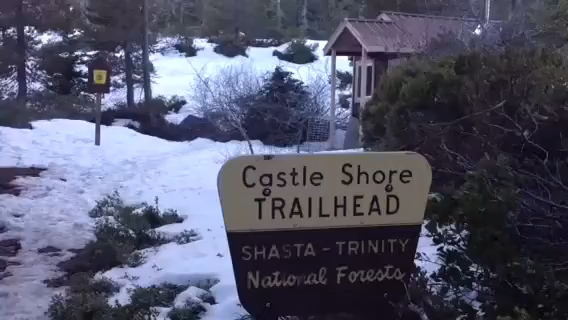 Castle Shore
TRAILHEAD
SHASTA - TRINITY
National Forests